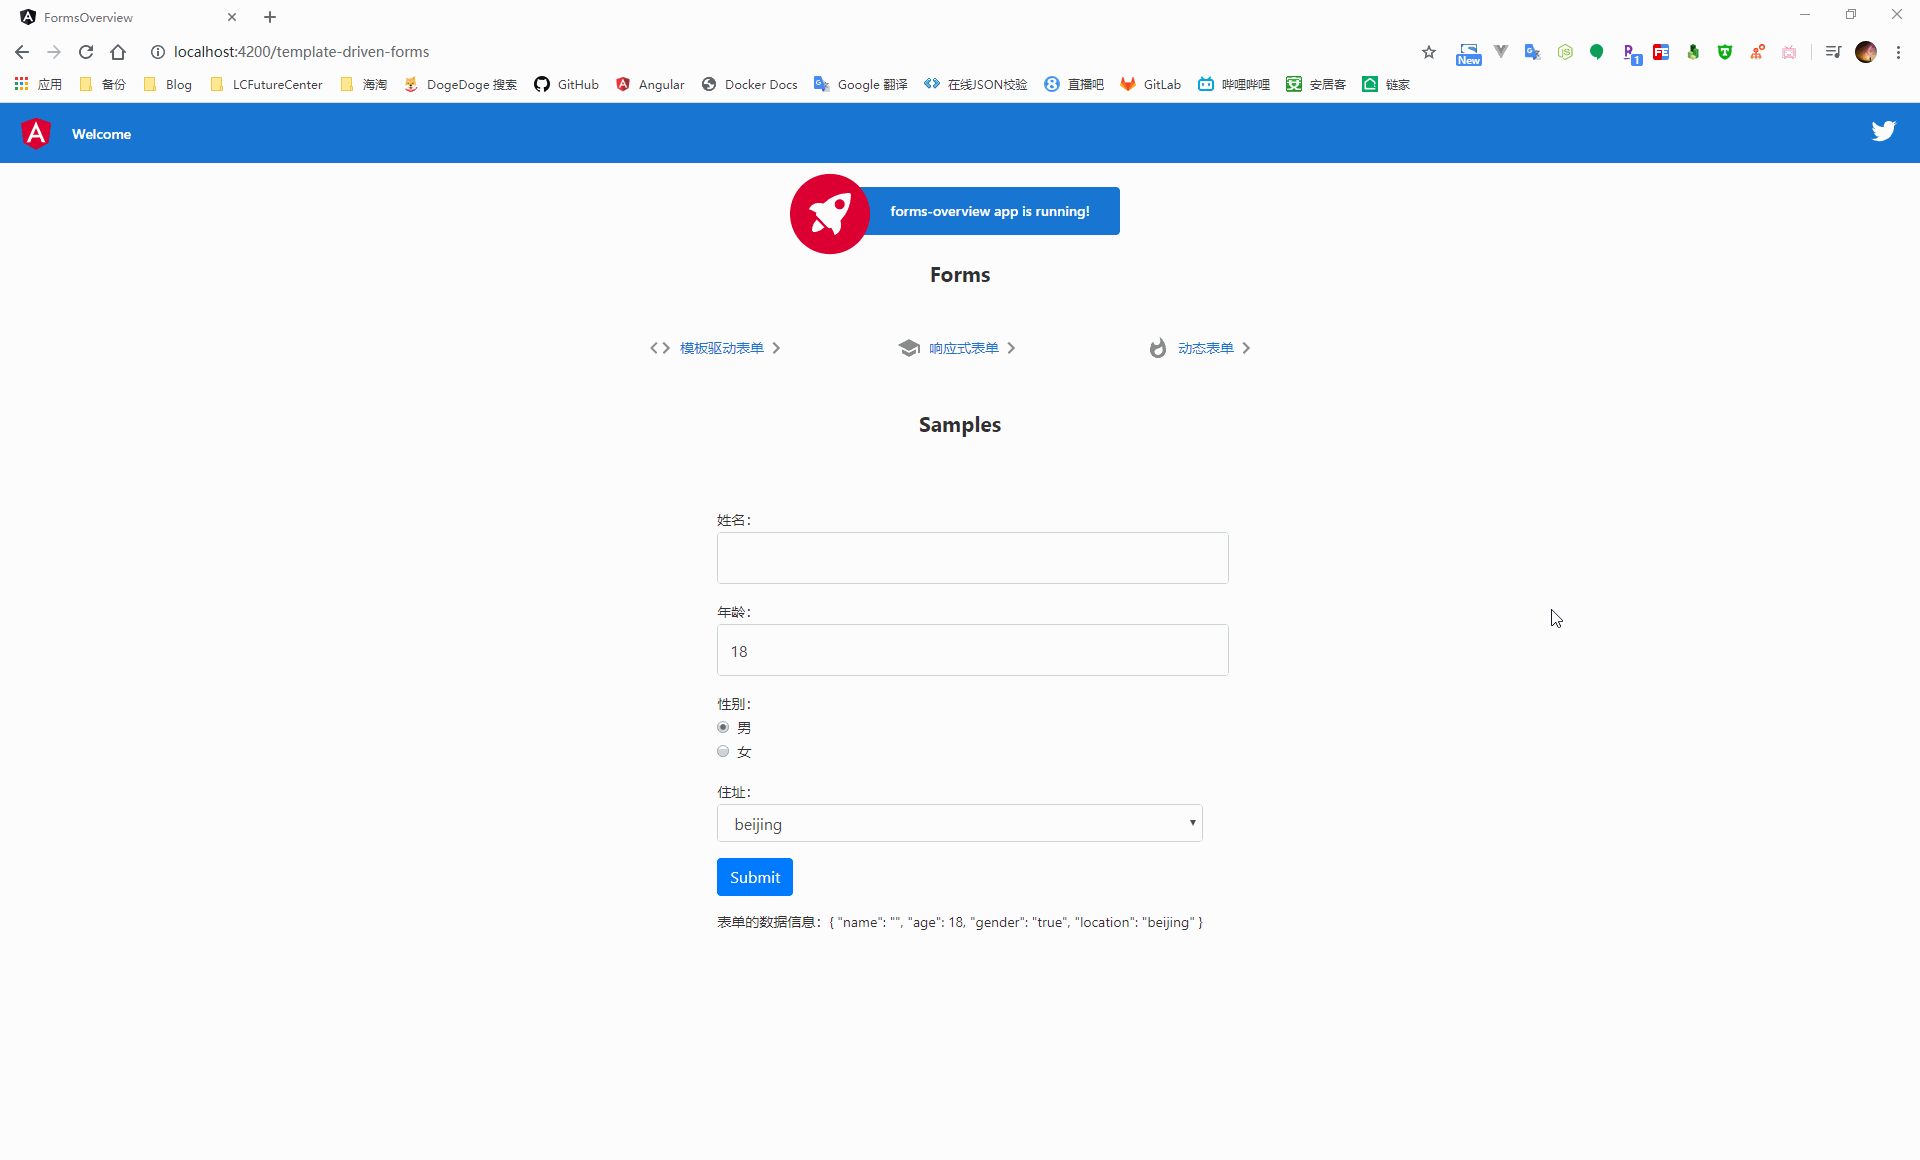 FormsOverview
localhost:4200/template-driven-forms
New
1
应用 备份 Blog LCFutureCenter 海淘 DogeDoge 搜索 GitHub Angular Docker Docs Google 翻译 在线JSON校验 直播吧 GitLab 哔哩哔哩 安居客 链家
Welcome
forms-overview app is running!
Forms
模板驱动表单 响应式表单 动态表单
Samples
姓名：
年龄：
18
性别：
男
女
住址：
beijing
Submit
表单的数据信息：{ "name": "", "age": 18, "gender": "true", "location": "beijing" }